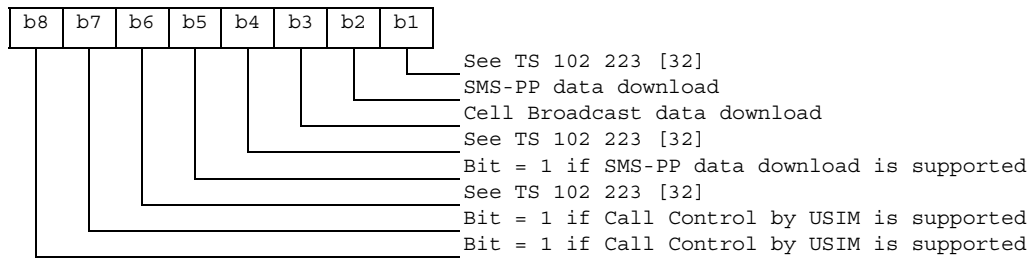 b8 b7 b6 b5 b4 b3 b2 b1
See TS 102 223 [32]
SMS-PP data download
Cell Broadcast data download
See TS 102 223 [32]
Bit = 1 if SMS-PP data download is supported
See TS 102 223 [32]
Bit = 1 if Call Control by USIM is supported
Bit = 1 if Call Control by USIM is supported